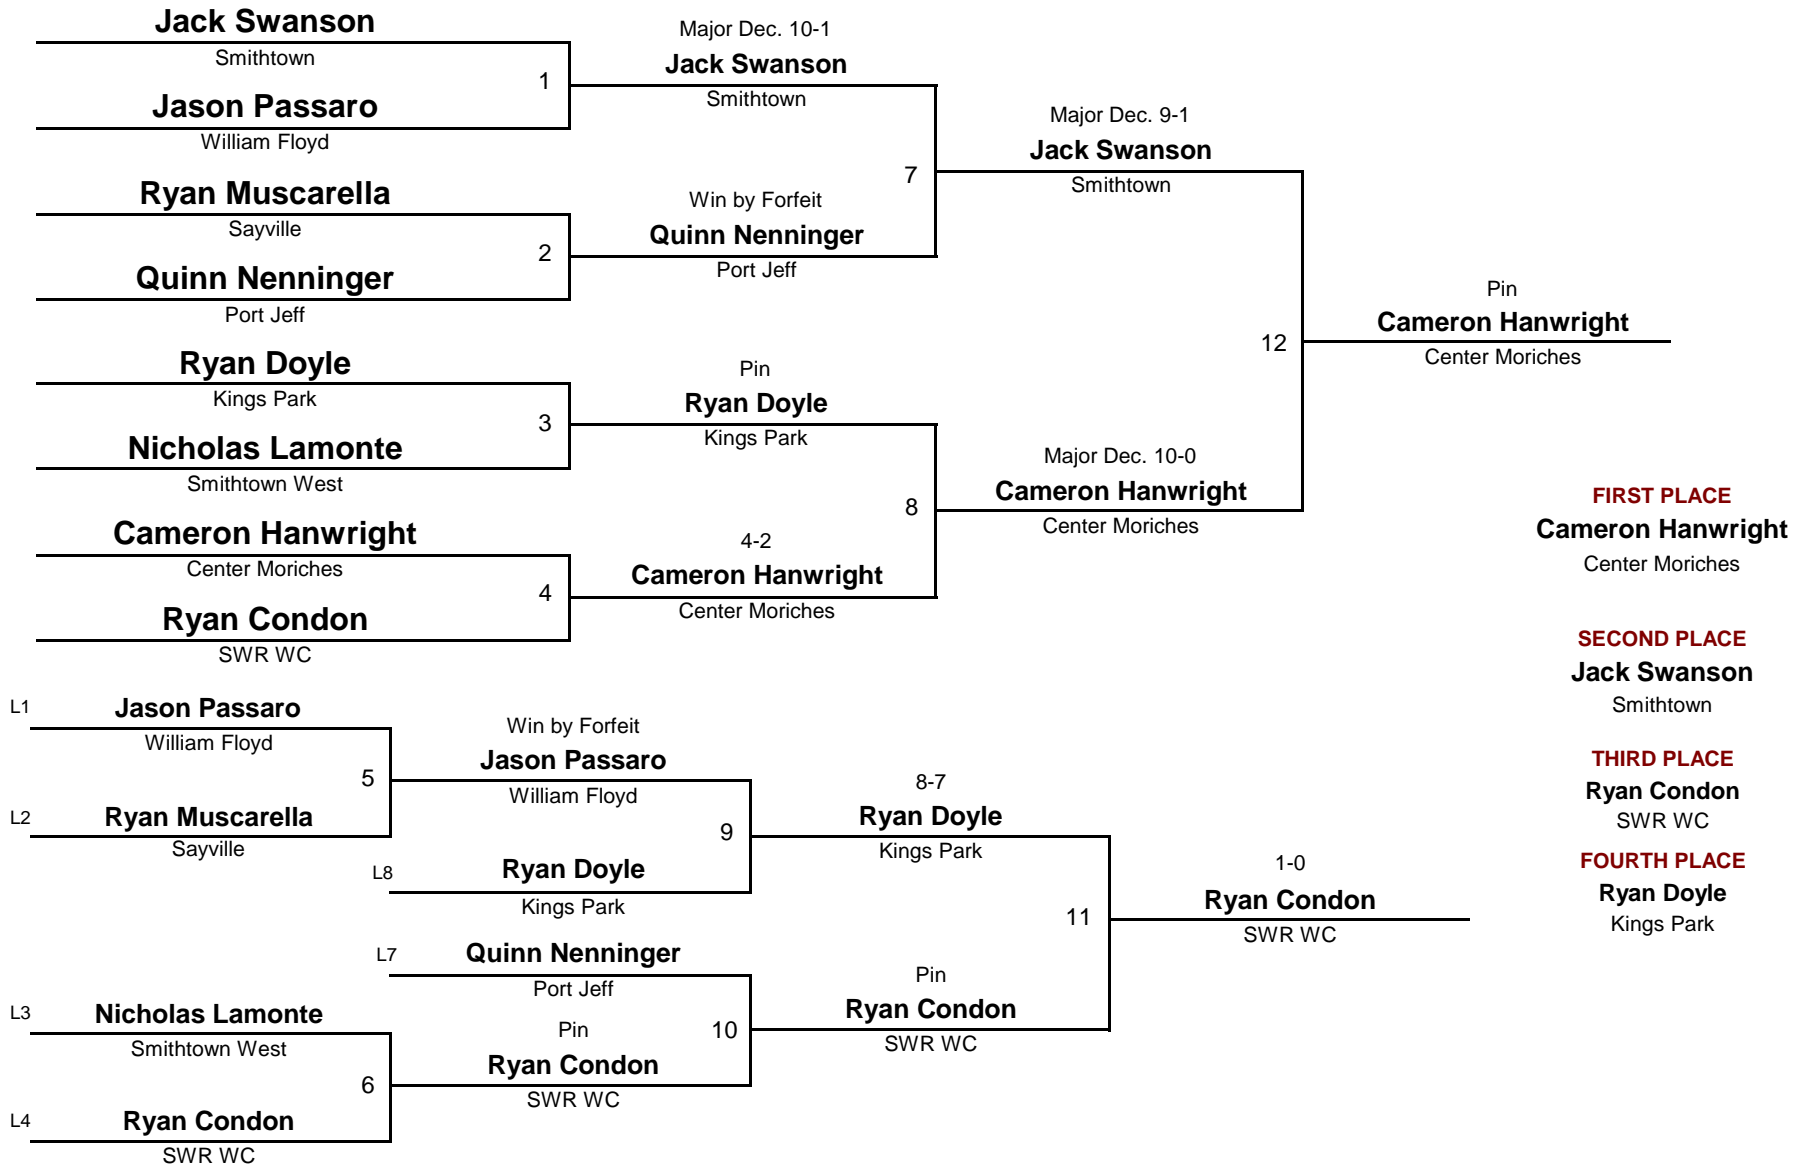 Jack Swanson
Smithtown
1
Jason Passaro
William Floyd
Ryan Muscarella
Sayville
2
Quinn Nenninger
Port Jeff
Ryan Doyle
Kings Park
3
Nicholas Lamonte
Smithtown West
Cameron Hanwright
Center Moriches
4
Ryan Condon
SWR WC
Major Dec. 10-1
Jack Swanson
Smithtown
7
Win by Forfeit
Quinn Nenninger
Port Jeff
Pin
Ryan Doyle
Kings Park
8
4-2
Cameron Hanwright
Center Moriches
Major Dec. 9-1
Jack Swanson
Smithtown
12
Major Dec. 10-0
Cameron Hanwright
Center Moriches
Pin
Cameron Hanwright
Center Moriches
L1
Jason Passaro
William Floyd
5
L2
Ryan Muscarella
Sayville
L3
Nicholas Lamonte
Smithtown West
6
L4
Ryan Condon
SWR WC
Win by Forfeit
Jason Passaro
William Floyd
9
L8
Ryan Doyle
Kings Park
L7
Quinn Nenninger
Port Jeff
10
Pin
Ryan Condon
SWR WC
8-7
Ryan Doyle
Kings Park
11
Pin
Ryan Condon
SWR WC
1-0
Ryan Condon
SWR WC
FIRST PLACE
Cameron Hanwright
Center Moriches
SECOND PLACE
Jack Swanson
Smithtown
THIRD PLACE
Ryan Condon
SWR WC
FOURTH PLACE
Ryan Doyle
Kings Park